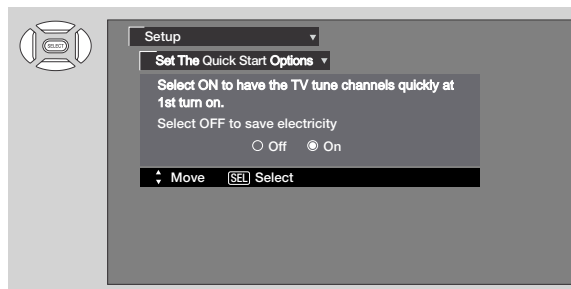 SELECT
Setup
Set The Quick Start Options
Select ON to have the TV tune channels quickly at
1st turn on.
Select OFF to save electricity
Off On
Move SEL Select